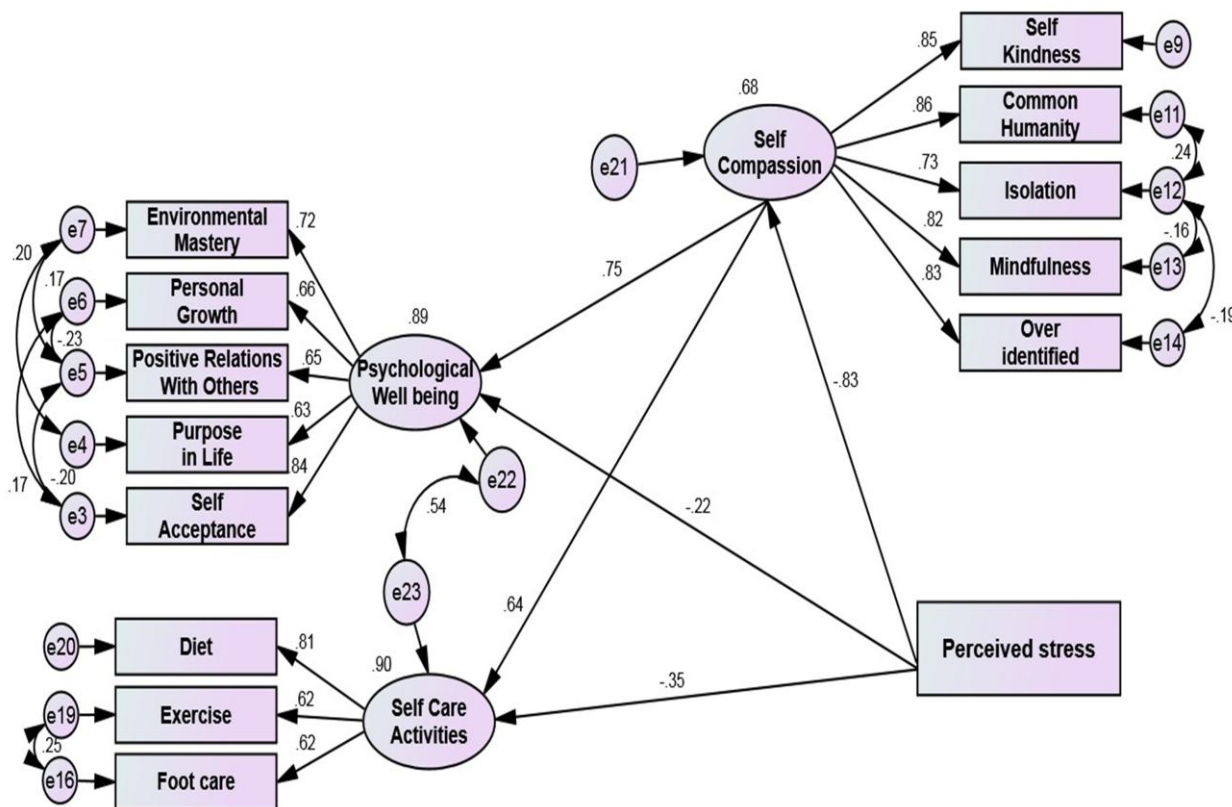 Self
Kindness
e9
.85
.68
.86
Common
Humanity
e11
Self
Compassion
e21
.24
.73
Isolation
e12
.82
-.16
Mindfulness
e13
.83
Over
identified
e14
-.19
e7
Environmental
Mastery
.72
.20
.17
e6
Personal
Growth
.66
-.23
e5
Positive Relations
With Others
.65
e4
Purpose
in Life
.63
.17
-.20
e3
Self
Acceptance
.84
.89
Psychological
Well being
.75
-.83
e22
.54
-.22
e23
.64
Perceived stress
e20
Diet
.81
.90
-.35
e19
Exercise
.62
Self Care
Activities
.25
e16
Foot care
.62